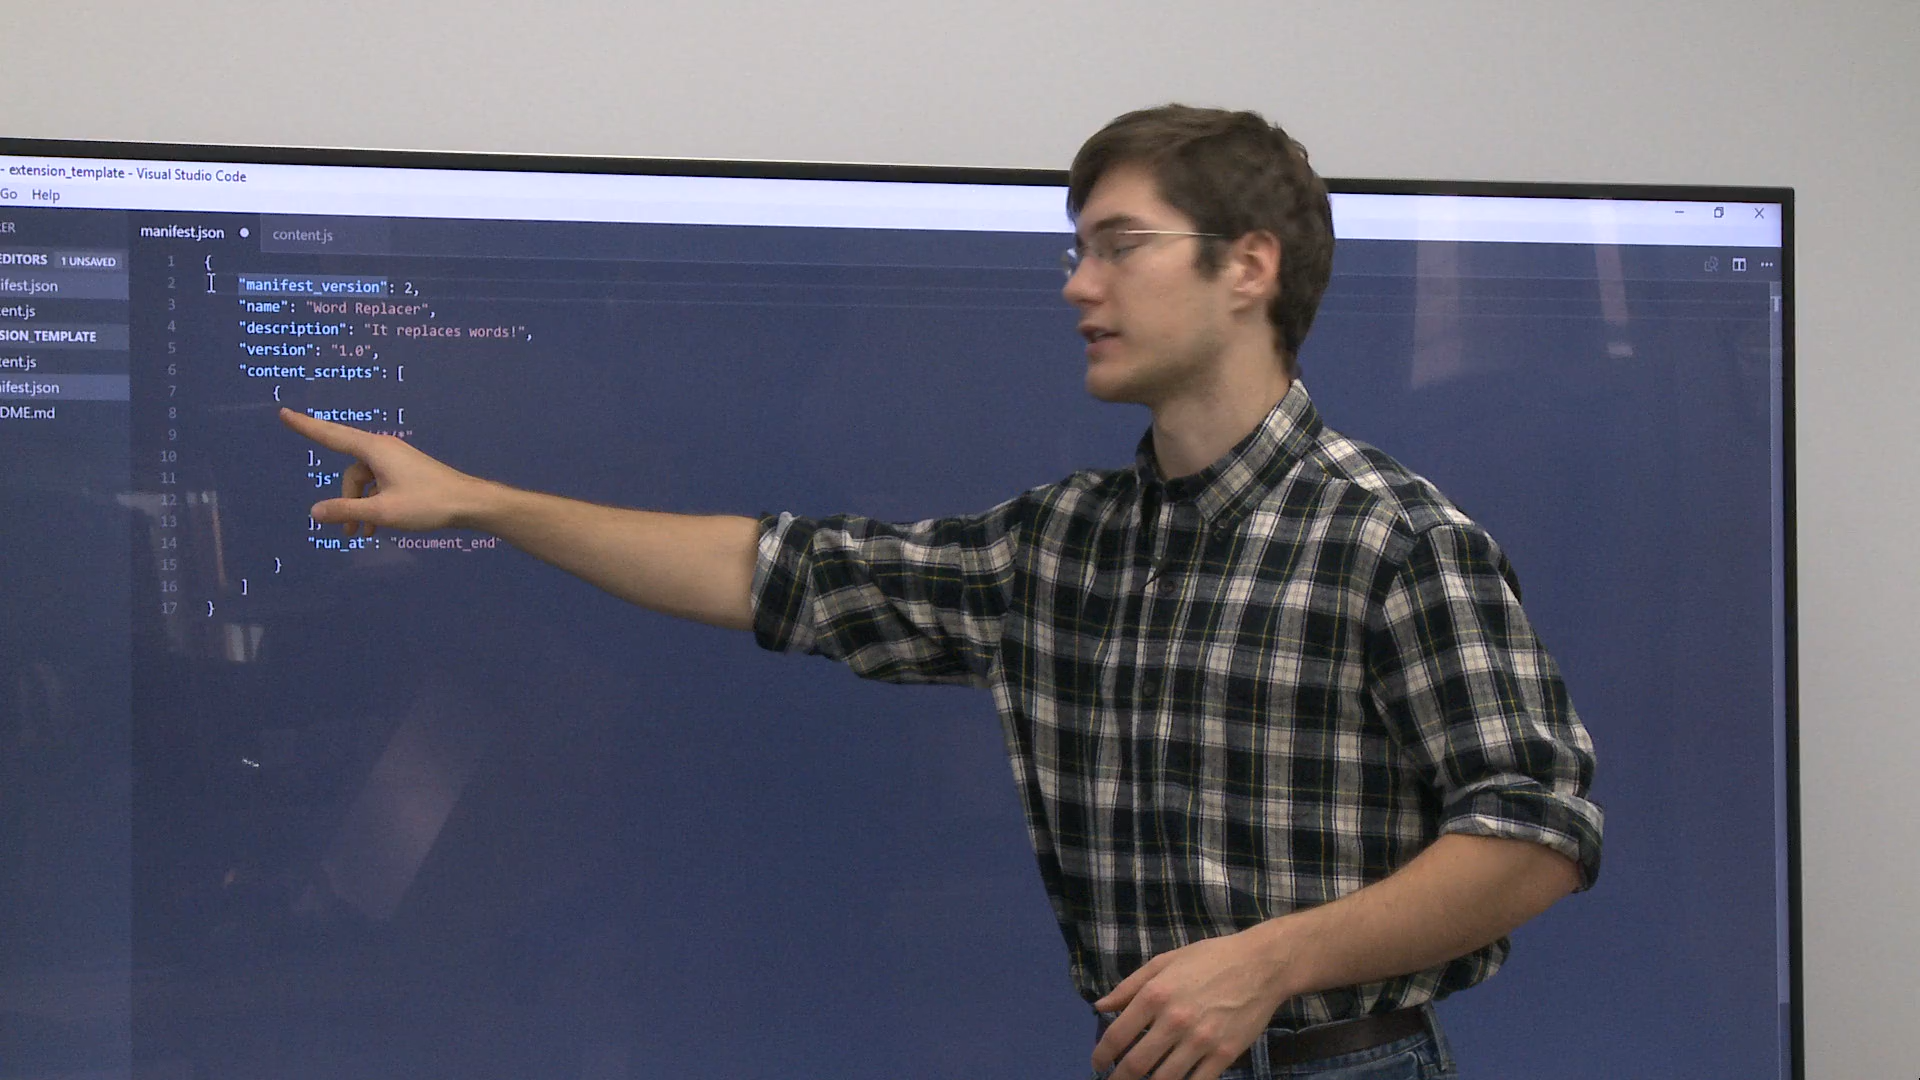 - extension_template - Visual Studio Code
Go Help
ER
manifest.json content.js
EDITORS 1 UNSAVED
ifest.json
ent.js
SION_TEMPLATE
tent.js
ifest.json
DME.md
1 {
2 "manifest_version": 2,
3 "name": "Word Replacer",
4 "description": "It replaces words!",
5 "version": "1.0",
6 "content_scripts": [
7 {
8 "matches": [
9 /*"
10 ],
11 "js"
12
13 ],
14 "run_at": "document_end"
15 }
16 ]
17 }